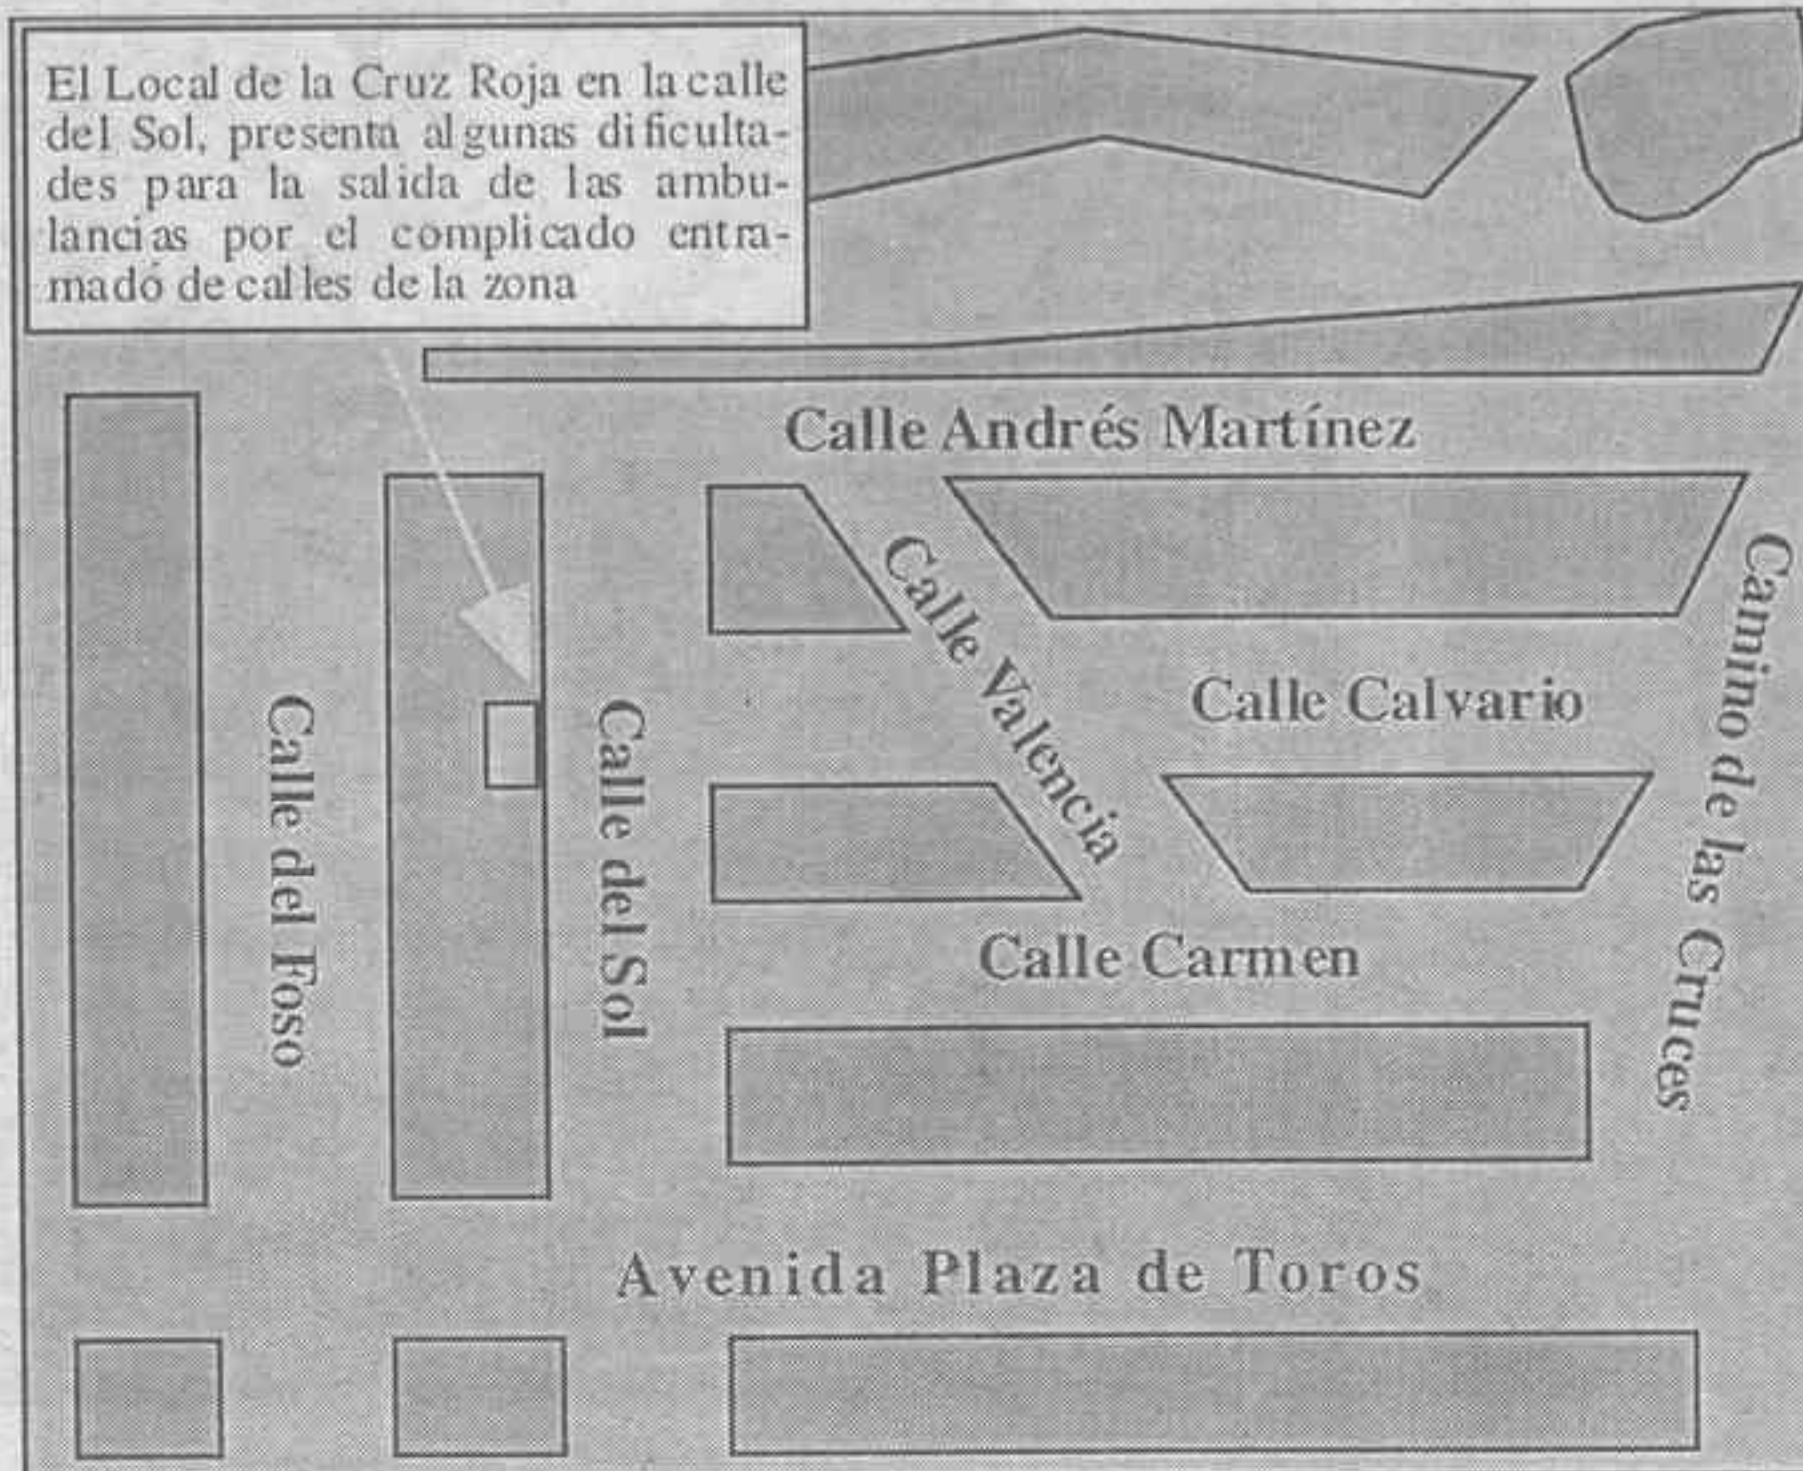 El Local de la Cruz Roja en la calle
del Sol, presenta algunas dificulta-
des para la salida de las ambu-
lancias por el complicado entra-
madó de calles de la zona
Calle Andrés Martínez
Calle Valencia
Calle Calvario
Camino de las Cruces
Calle del Foso
Calle del Sol
Calle Carmen
Avenida Plaza de Toros